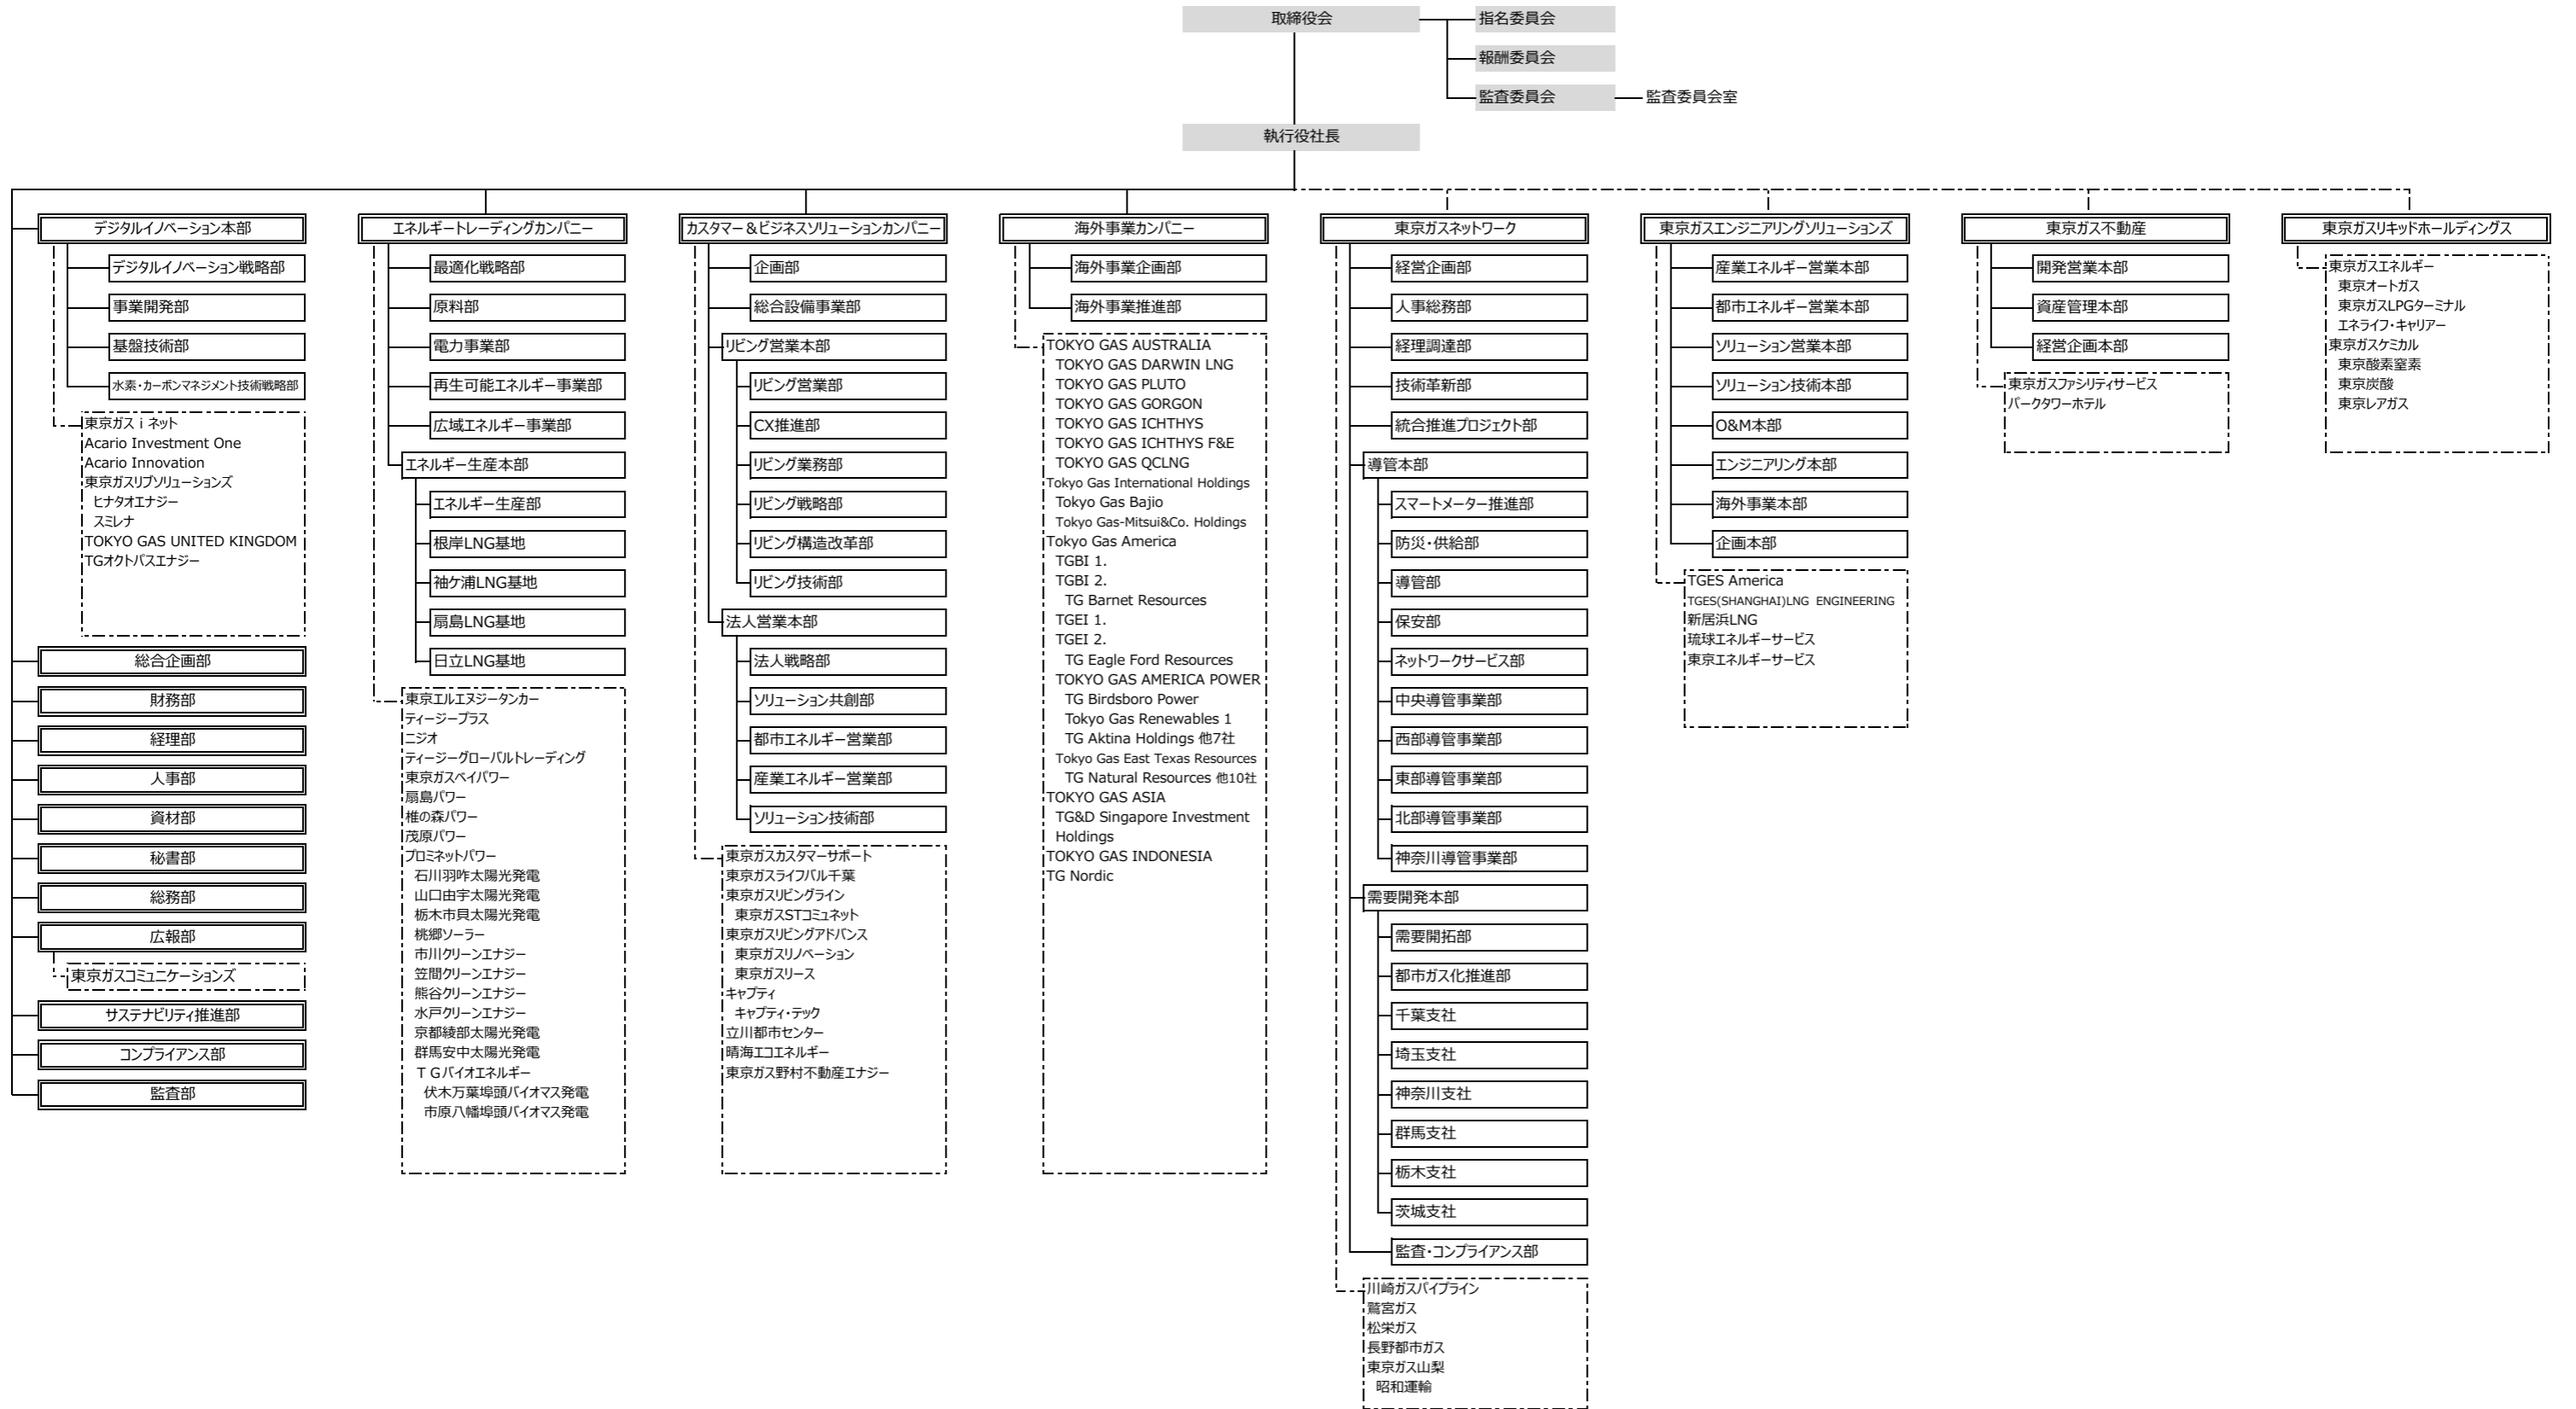 取締役会
指名委員会
報酬委員会
監査委員会
監査委員会室
執行役社長
デジタルイノベーション本部
デジタルイノベーション戦略部
事業開発部
基盤技術部
水素・カーボンマネジメント技術戦略部
東京ガスｉネット
Acario Investment One
Acario Innovation
東京ガスリブソリューションズ
ヒナタオエナジー
スミレナ
TOKYO GAS UNITED KINGDOM
TGオクトパスエナジー
総合企画部
財務部
経理部
人事部
資材部
秘書部
総務部
広報部
東京ガスコミュニケーションズ
サステナビリティ推進部
コンプライアンス部
監査部
エネルギートレーディングカンパニー
最適化戦略部
原料部
電力事業部
再生可能エネルギー事業部
広域エネルギー事業部
エネルギー生産本部
エネルギー生産部
根岸LNG基地
袖ケ浦LNG基地
扇島LNG基地
日立LNG基地
東京エルエヌジータンカー
ティージープラス
ニジオ
ティージーグローバルトレーディング
東京ガスベイパワー
扇島パワー
椎の森パワー
茂原パワー
プロミネットパワー
石川羽咋太陽光発電
山口由宇太陽光発電
栃木市貝太陽光発電
桃郷ソーラー
市川クリーンエナジー
笠間クリーンエナジー
熊谷クリーンエナジー
水戸クリーンエナジー
京都綾部太陽光発電
群馬安中太陽光発電
ＴＧバイオエネルギー
伏木万葉埠頭バイオマス発電
市原八幡埠頭バイオマス発電
カスタマー＆ビジネスソリューションカンパニー
企画部
総合設備事業部
リビング営業本部
リビング営業部
CX推進部
リビング業務部
リビング戦略部
リビング構造改革部
リビング技術部
法人営業本部
法人戦略部
ソリューション共創部
都市エネルギー営業部
産業エネルギー営業部
ソリューション技術部
東京ガスカスタマーサポート
東京ガスライフバル千葉
東京ガスリビングライン
東京ガスSTコミュネット
東京ガスリビングアドバンス
東京ガスリノベーション
東京ガスリース
キャプティ
キャプティ・テック
立川都市センター
晴海エコエネルギー
東京ガス野村不動産エナジー
海外事業カンパニー
海外事業企画部
海外事業推進部
TOKYO GAS AUSTRALIA
TOKYO GAS DARWIN LNG
TOKYO GAS PLUTO
TOKYO GAS GORGON
TOKYO GAS ICHTHYS
TOKYO GAS ICHTHYS F&E
TOKYO GAS QCLNG
Tokyo Gas International Holdings
Tokyo Gas Bajio
Tokyo Gas-Mitsui&Co. Holdings
Tokyo Gas America
TGBI 1.
TGBI 2.
TG Barnet Resources
TGEI 1.
TGEI 2.
TG Eagle Ford Resources
TOKYO GAS AMERICA POWER
TG Birdsboro Power
Tokyo Gas Renewables 1
TG Aktina Holdings 他7社
Tokyo Gas East Texas Resources
TG Natural Resources 他10社
TOKYO GAS ASIA
TG&D Singapore Investment
Holdings
TOKYO GAS INDONESIA
TG Nordic
東京ガスネットワーク
経営企画部
人事総務部
経理調達部
技術革新部
統合推進プロジェクト部
導管本部
スマートメーター推進部
防災・供給部
導管部
保安部
ネットワークサービス部
中央導管事業部
西部導管事業部
東部導管事業部
北部導管事業部
神奈川導管事業部
需要開発本部
需要開拓部
都市ガス化推進部
千葉支社
埼玉支社
神奈川支社
群馬支社
栃木支社
茨城支社
監査・コンプライアンス部
川崎ガスパイプライン
鷲宮ガス
松栄ガス
長野都市ガス
東京ガス山梨
昭和運輸
東京ガスエンジニアリングソリューションズ
産業エネルギー営業本部
都市エネルギー営業本部
ソリューション営業本部
ソリューション技術本部
O&M本部
エンジニアリング本部
海外事業本部
企画本部
TGES America
TGES(SHANGHAI)LNG ENGINEERING
新居浜LNG
琉球エネルギーサービス
東京エネルギーサービス
東京ガス不動産
開発営業本部
資産管理本部
経営企画本部
東京ガスファシリティサービス
パークタワーホテル
東京ガスリキッドホールディングス
東京ガスエネルギー
東京オートガス
東京ガスLPGターミナル
エネライフ・キャリアー
東京ガスケミカル
東京酸素窒素
東京炭酸
東京レアガス